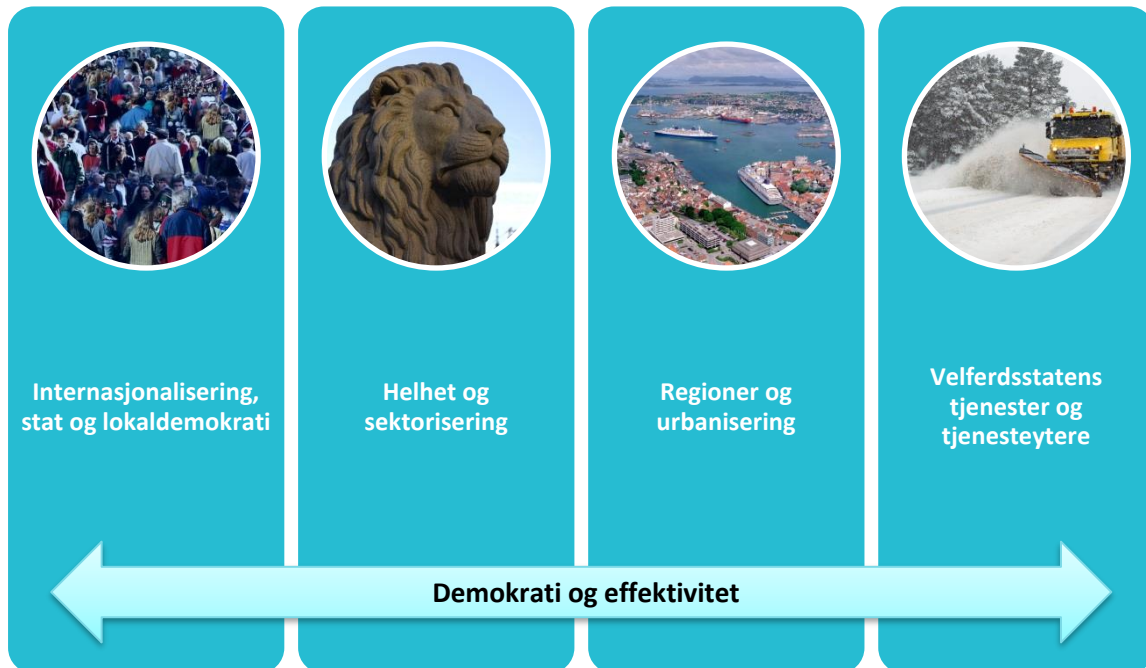 Internasjonalisering,
stat og lokaldemokrati
Helhet og
sektorisering
Regioner og
urbanisering
Velferdsstatens
tjenester og
tjenesteytere
Demokrati og effektivitet